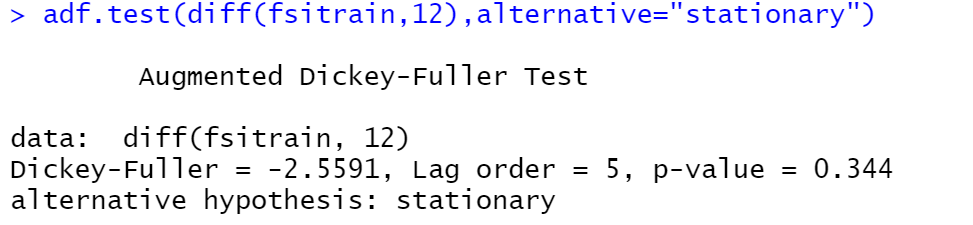 > adf.test(diff(fsitrain,12),alternative="stationary")
Augmented Dickey-Fuller Test
data:  diff(fsitrain, 12)
Dickey-Fuller = -2.5591, Lag order = 5, p-value = 0.344
alternative hypothesis: stationary